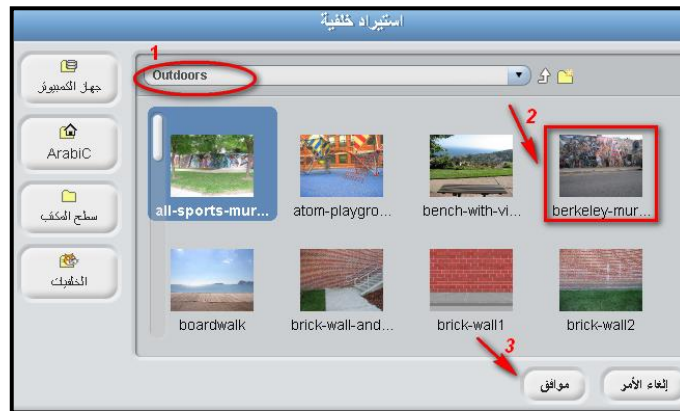 استيراد خلفية
1
Outdoors
جهاز الكمبيوتر
ArabiC
سطح المكتب
الخلفيات
2
all-sports-mur...
atom-playgro...
bench-with-vi...
berkeley-mur...
boardwalk
brick-wall-and...
brick-wall1
brick-wall2
3
موافق
إلغاء الأمر